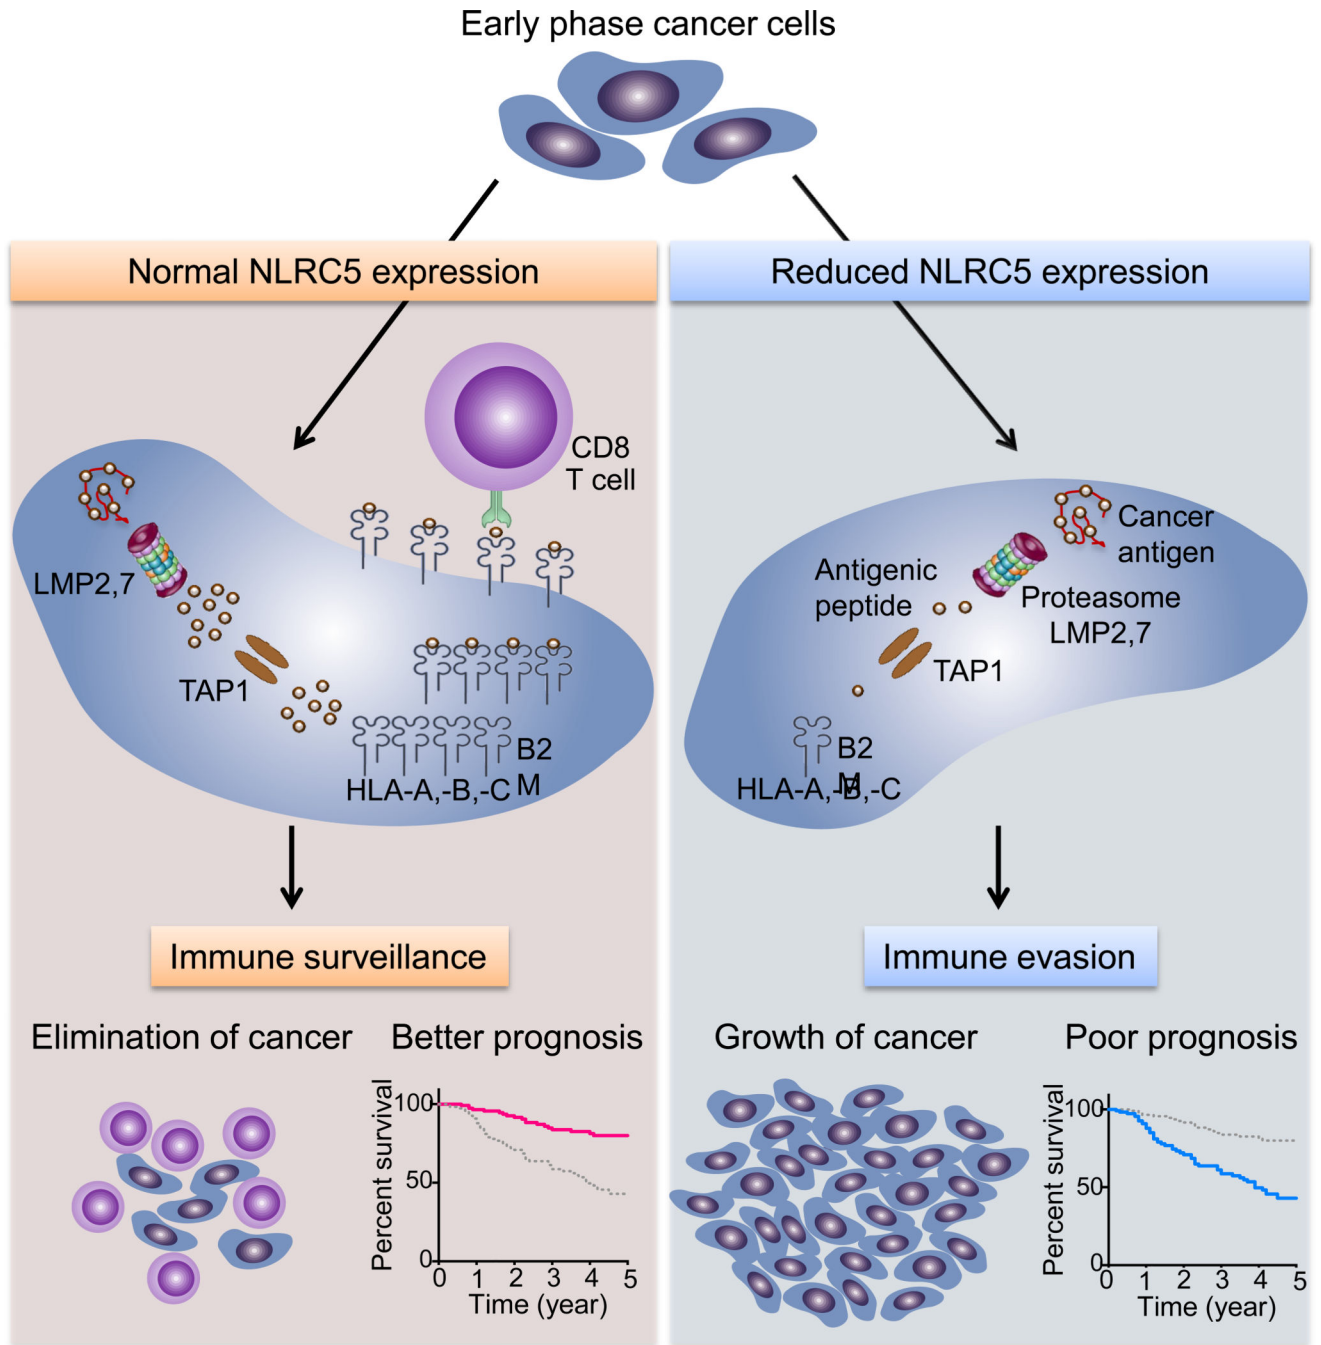 Early phase cancer cells
Normal NLRC5 expression
CD8
T cell
LMP2,7
TAP1
B2
M
HLA-A,-B,-C
Immune surveillance
Elimination of cancer
Better prognosis
Percent survival
100
50
0
0 1 2 3 4 5
Time (year)
Reduced NLRC5 expression
Cancer
antigen
Antigenic
peptide
Proteasome
LMP2,7
TAP1
B2
M
HLA-A,-B,-C
Immune evasion
Growth of cancer
Poor prognosis
Percent survival
100
50
0
0 1 2 3 4 5
Time (year)